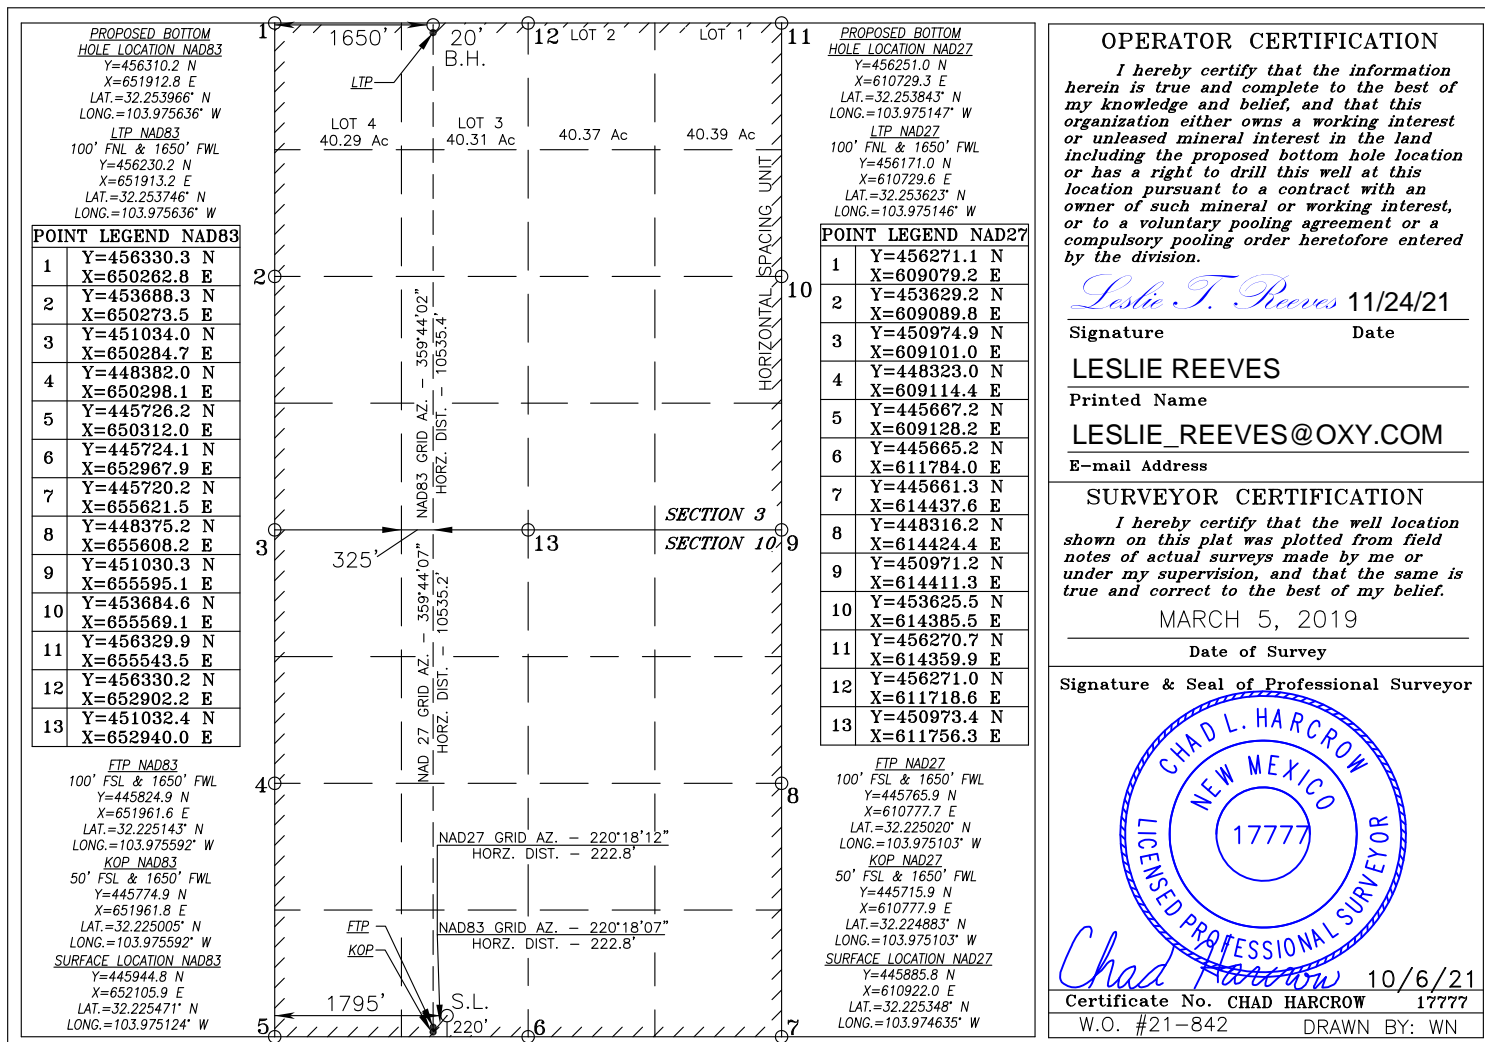 PROPOSED BOTTOM
HOLE LOCATION NAD83
Y=456310.2 N
X=651912.8 E
LAT.=32.253966° N
LONG.=103.975636° W
LTP NAD83
100' FNL & 1650' FWL
Y=456230.2 N
X=651913.2 E
LAT.=32.253746° N
LONG.=103.975636° W
POINT LEGEND NAD83
1 Y=456330.3 N
X=650262.8 E
2 Y=453688.3 N
X=650273.5 E
3 Y=451034.0 N
X=650284.7 E
4 Y=448382.0 N
X=650298.1 E
5 Y=445726.2 N
X=650312.0 E
6 Y=445724.1 N
X=652967.9 E
7 Y=445720.2 N
X=655621.5 E
8 Y=448375.2 N
X=655608.2 E
9 Y=451030.3 N
X=655595.1 E
10 Y=453684.6 N
X=655569.1 E
11 Y=456329.9 N
X=655543.5 E
12 Y=456330.2 N
X=652902.2 E
13 Y=451032.4 N
X=652940.0 E
FTP NAD83
100' FSL & 1650' FWL
Y=445824.9 N
X=651961.6 E
LAT.=32.225143° N
LONG.=103.975592° W
KOP NAD83
50' FSL & 1650' FWL
Y=445774.9 N
X=651961.8 E
LAT.=32.225005° N
LONG.=103.975592° W
SURFACE LOCATION NAD83
Y=445944.8 N
X=652105.9 E
LAT.=32.225471° N
LONG.=103.975124° W
1
1650'
20'
B.H.
12
LOT 2
LOT 1
11
LTP
LOT 4
40.29 Ac
LOT 3
40.31 Ac
40.37 Ac
40.39 Ac
HORIZONTAL SPACING UNIT
2
10
NAD83 GRID AZ. - 359°44'02"
HORZ. DIST. - 10535.4'
SECTION 3
SECTION 10
3
325'
13
9
NAD 27 GRID AZ. - 359°44'07"
HORZ. DIST. - 10535.2'
4
8
NAD27 GRID AZ. - 220°18'12"
HORZ. DIST. - 222.8'
FTP
KOP
NAD83 GRID AZ. - 220°18'07"
HORZ. DIST. - 222.8'
1795'
S.L.
220'
5
6
7
PROPOSED BOTTOM
HOLE LOCATION NAD27
Y=456251.0 N
X=610729.3 E
LAT.=32.253843° N
LONG.=103.975147° W
LTP NAD27
100' FNL & 1650' FWL
Y=456171.0 N
X=610729.6 E
LAT.=32.253623° N
LONG.=103.975146° W
POINT LEGEND NAD27
1 Y=456271.1 N
X=609079.2 E
2 Y=453629.2 N
X=609089.8 E
3 Y=450974.9 N
X=609101.0 E
4 Y=448323.0 N
X=609114.4 E
5 Y=445667.2 N
X=609128.2 E
6 Y=445665.2 N
X=611784.0 E
7 Y=445661.3 N
X=614437.6 E
8 Y=448316.2 N
X=614424.4 E
9 Y=450971.2 N
X=614411.3 E
10 Y=453625.5 N
X=614385.5 E
11 Y=456270.7 N
X=614359.9 E
12 Y=456271.0 N
X=611718.6 E
13 Y=450973.4 N
X=611756.3 E
FTP NAD27
100' FSL & 1650' FWL
Y=445765.9 N
X=610777.7 E
LAT.=32.225020° N
LONG.=103.975103° W
KOP NAD27
50' FSL & 1650' FWL
Y=445715.9 N
X=610777.9 E
LAT.=32.224883° N
LONG.=103.975103° W
SURFACE LOCATION NAD27
Y=445885.8 N
X=610922.0 E
LAT.=32.225348° N
LONG.=103.974635° W
OPERATOR CERTIFICATION
I hereby certify that the information
herein is true and complete to the best of
my knowledge and belief, and that this
organization either owns a working interest
or unleased mineral interest in the land
including the proposed bottom hole location
or has a right to drill this well at this
location pursuant to a contract with an
owner of such mineral or working interest,
or to a voluntary pooling agreement or a
compulsory pooling order heretofore entered
by the division.
Leslie T. Reeves 11/24/21
Signature Date
LESLIE REEVES
Printed Name
LESLIE_REEVES@OXY.COM
E-mail Address
SURVEYOR CERTIFICATION
I hereby certify that the well location
shown on this plat was plotted from field
notes of actual surveys made by me or
under my supervision, and that the same is
true and correct to the best of my belief.
MARCH 5, 2019
Date of Survey
Signature & Seal of Professional Surveyor
CHAD L. HARCROW
NEW MEXICO
17777
LICENSED PROFESSIONAL SURVEYOR
Chad Harcrow 10/6/21
Certificate No. CHAD HARCROW 17777
W.O. #21-842 DRAWN BY: WN